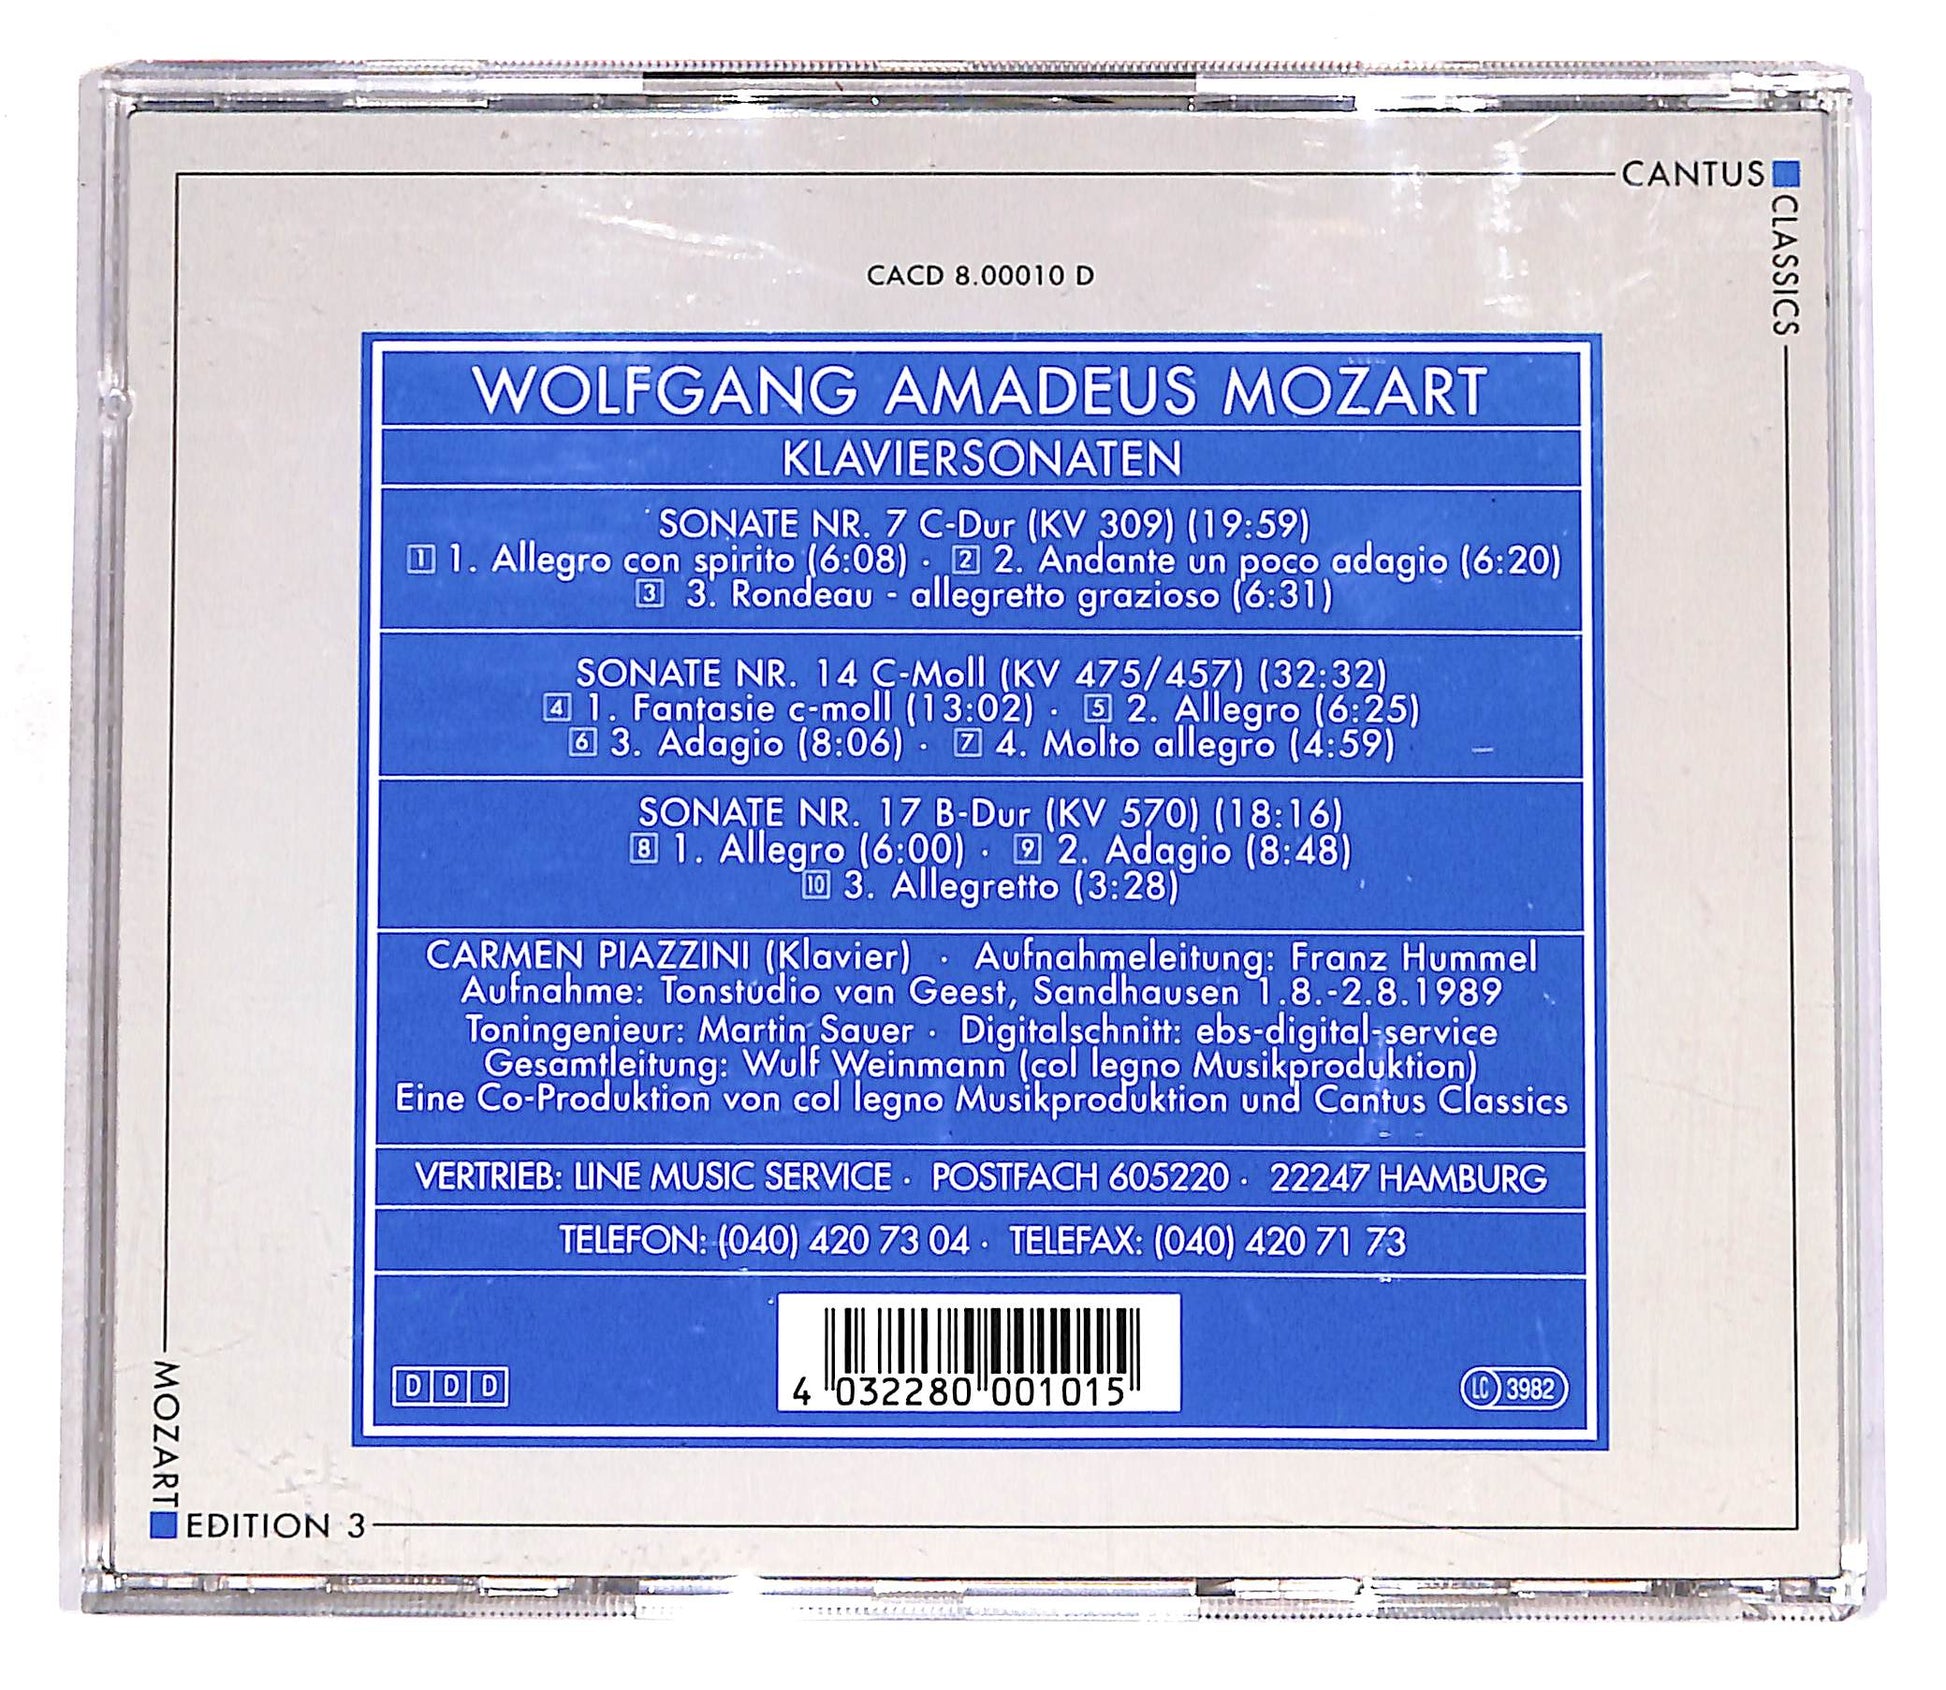 CANTUS
CLASSICS
CACD 8.00010 D
WOLFGANG AMADEUS MOZART
KLAVIERSONATEN
SONATE NR. 7 C-Dur (KV 309) (19:59)
1 1. Allegro con spirito (6:08) · 2 2. Andante un poco adagio (6:20)
3 3. Rondeau - allegretto grazioso (6:31)
SONATE NR. 14 C-Moll (KV 475/457) (32:32)
4 1. Fantasie c-moll (13:02) · 5 2. Allegro (6:25)
6 3. Adagio (8:06) · 7 4. Molto allegro (4:59)
SONATE NR. 17 B-Dur (KV 570) (18:16)
8 1. Allegro (6:00) · 9 2. Adagio (8:48)
10 3. Allegretto (3:28)
CARMEN PIAZZINI (Klavier) · Aufnahmeleitung: Franz Hummel
Aufnahme: Tonstudio van Geest, Sandhausen 1.8.-2.8.1989
Toningenieur: Martin Sauer · Digitalschnitt: ebs-digital-service
Gesamtleitung: Wulf Weinmann (col legno Musikproduktion)
Eine Co-Produktion von col legno Musikproduktion und Cantus Classics
VERTRIEB: LINE MUSIC SERVICE · POSTFACH 605220 · 22247 HAMBURG
TELEFON: (040) 420 73 04 · TELEFAX: (040) 420 71 73
DDD
4 032280 001015
LC 3982
MOZART
EDITION 3